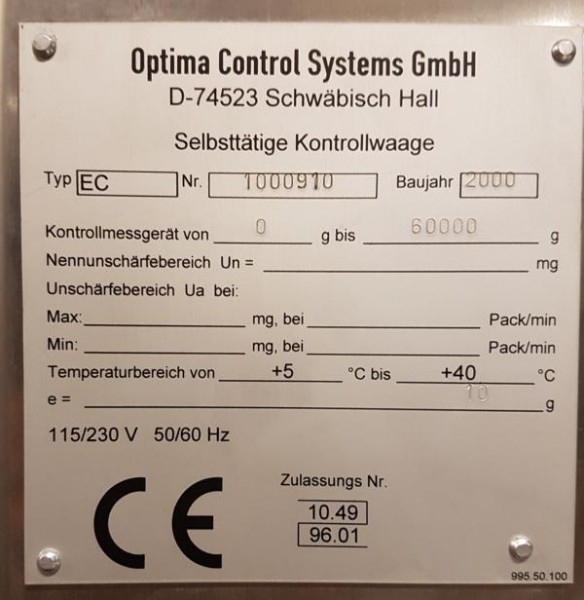 Optima Control Systems GmbH
D-74523 Schwäbisch Hall
Selbsttätige Kontrollwaage
Typ EC Nr. 1000910 Baujahr 2000
Kontrollmessgerät von 0 g bis 60000 g
Nennunschärfebereich Un = mg
Unschärfebereich Ua bei:
Max: mg, bei Pack/min
Min: mg, bei Pack/min
Temperaturbereich von +5 °C bis +40 °C
e = 10 g
115/230 V 50/60 Hz
CE
Zulassungs Nr.
10.49
96.01
995.50.100